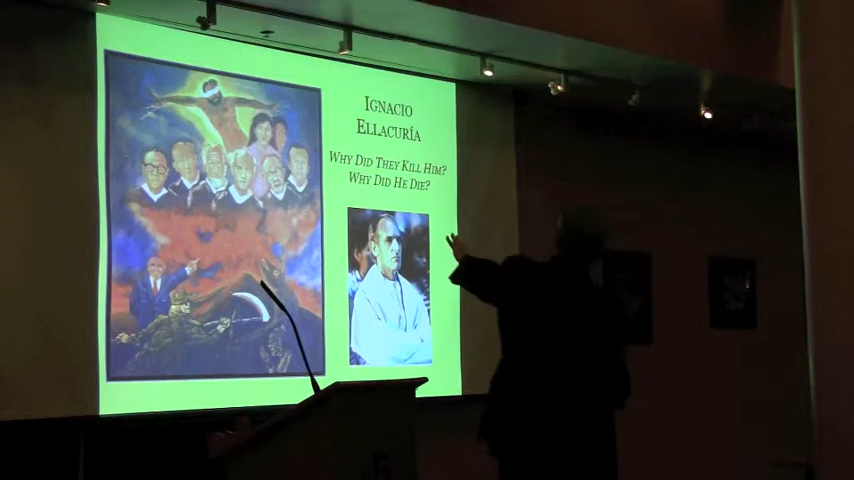 IGNACIO
ELLACURÍA
WHY DID THEY KILL HIM?
WHY DID HE DIE?